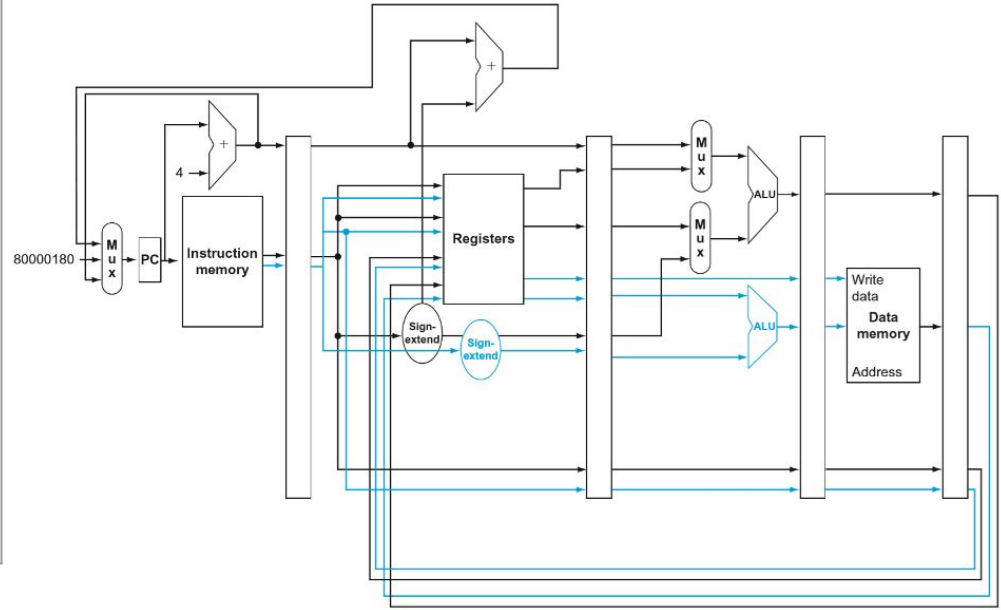 +
+
4
M
u
x
80000180
M
u
x
PC
Instruction
memory
Registers
M
u
x
ALU
Sign-
extend
Sign-
extend
ALU
Write
data
Data
memory
Address